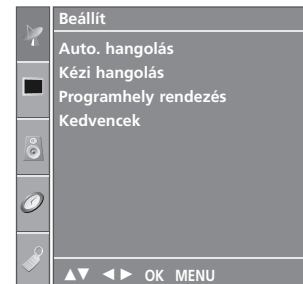 Beállít
Auto. hangolás
Kézi hangolás
Programhely rendezés
Kedvencek
▲▼ ◄► OK MENU